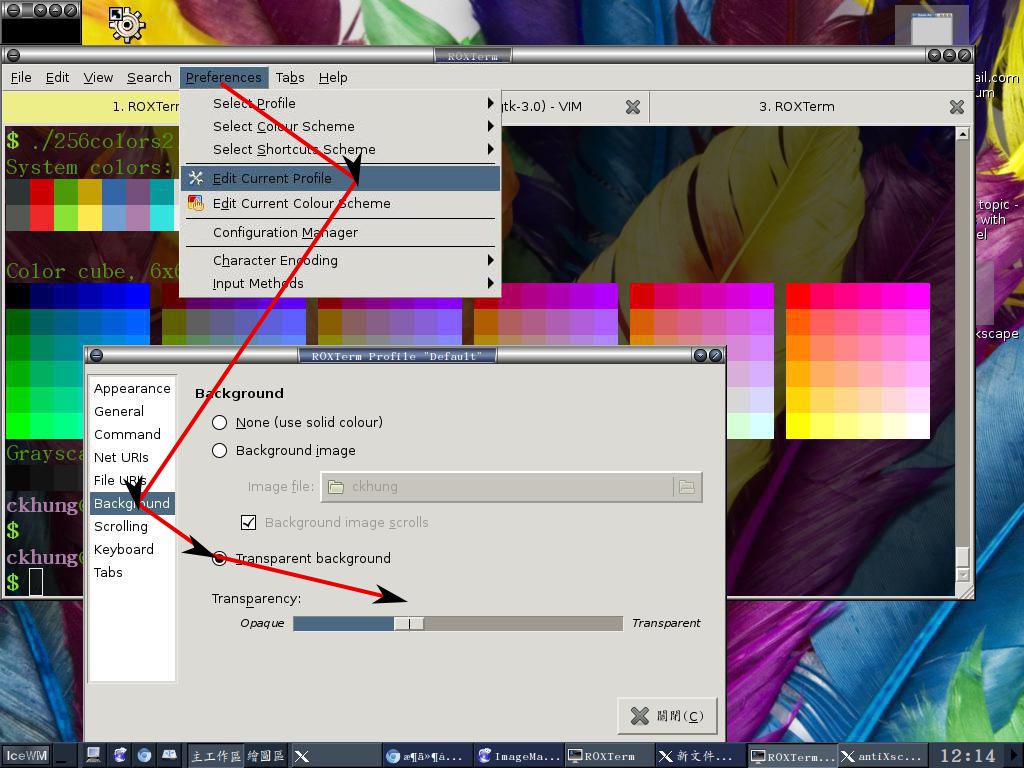 ROXTerm
File Edit View Search Preferences Tabs Help
1. ROXTerm
gtk-3.0) - VIM
3. ROXTerm
Select Profile
Select Colour Scheme
Select Shortcuts Scheme
Edit Current Profile
Edit Current Colour Scheme
Configuration Manager
Character Encoding
Input Methods
$ ./256colors2.
System colors:
Color cube, 6x6
Graysca
ckhung@
$
ckhung@
$
ail.com
um
topic -
with
el
kscape
ROXTerm Profile "Default"
Appearance
General
Command
Net URIs
File URIs
Background
Scrolling
Keyboard
Tabs
Background
None (use solid colour)
Background image
Image file: ckhung
Background image scrolls
Transparent background
Transparency:
Opaque Transparent
關閉(C)
IceWM 主工作區 繪圖區 æ¶ä»¶å... ImageMa... ROXTerm 新文件... ROXTerm... antiXsc... 12:14